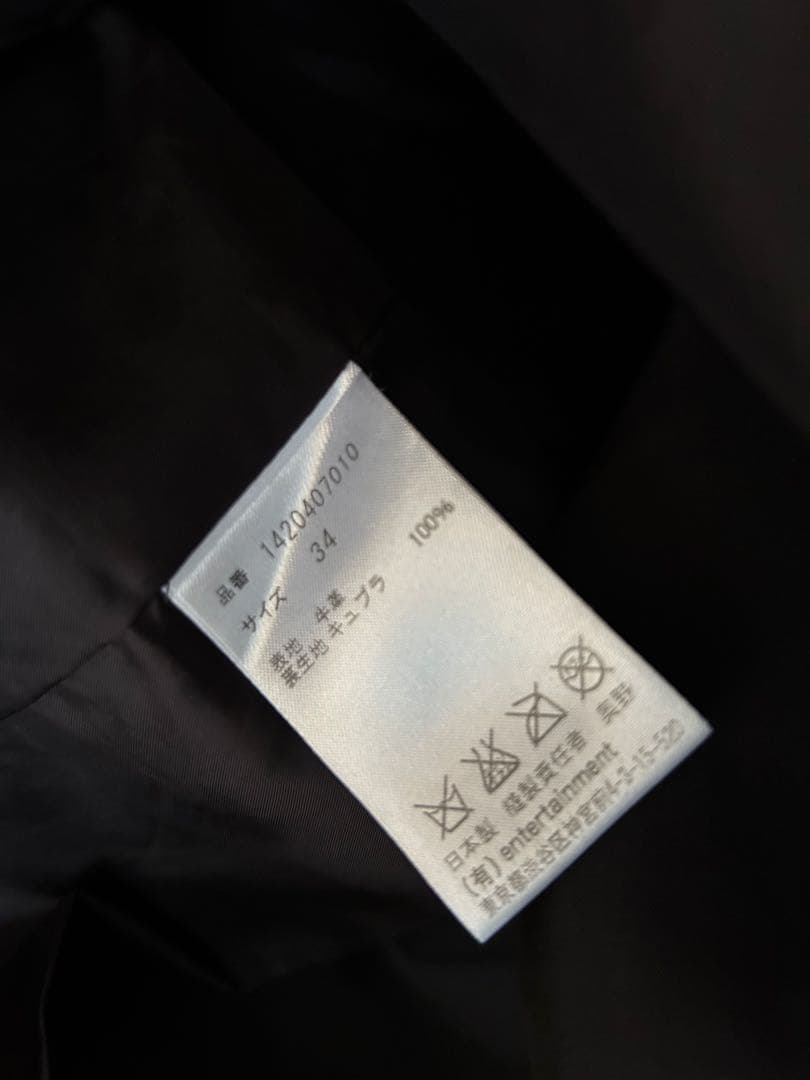 品番 1420407010
サイズ 34
表地 牛革
裏生地 キュプラ 100%
日本製 縫製責任者 奥野
(有) entertainment
東京都渋谷区神宮前4-3-15-520